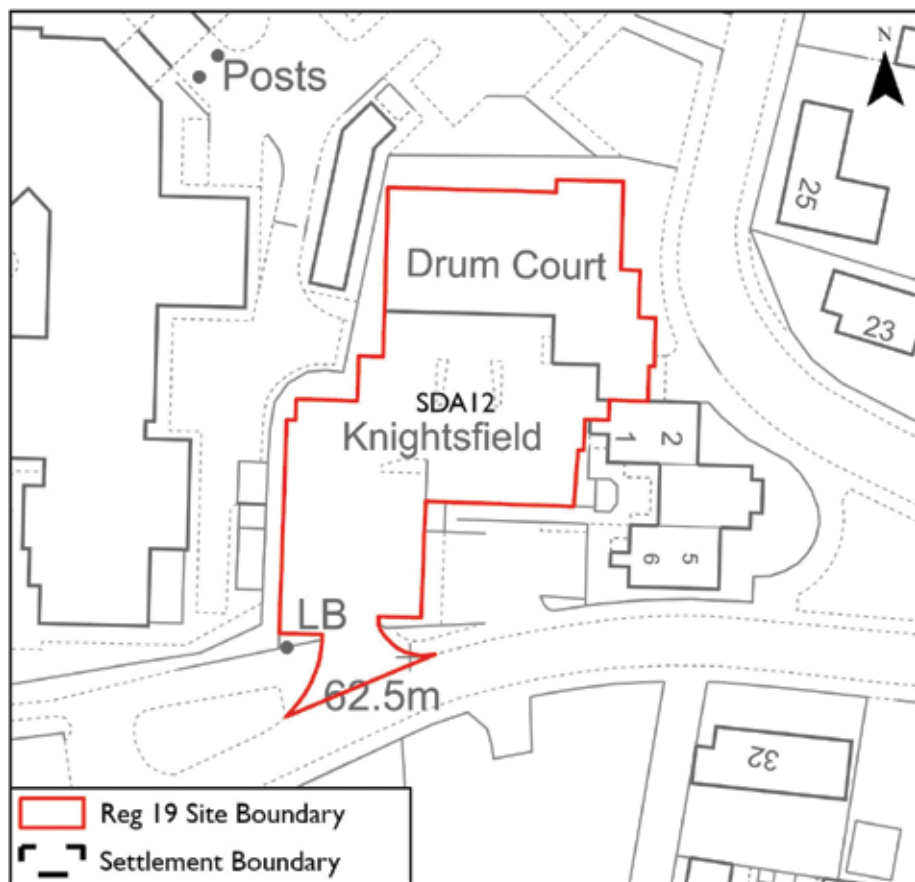 N
Posts
25
Drum Court
23
SDA12
Knightsfield
1 2
6 5
LB
62.5m
32
Reg 19 Site Boundary
Settlement Boundary